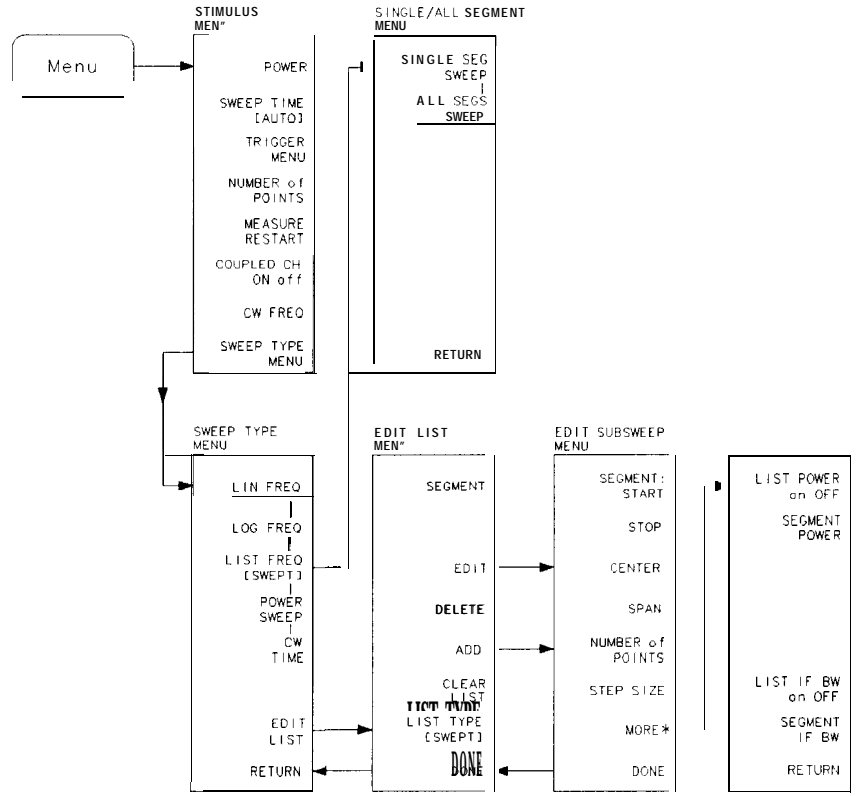 Menu
STIMULUS
MEN"
POWER
SWEEP TIME
[AUTO]
TRIGGER
MENU
NUMBER of
POINTS
MEASURE
RESTART
COUPLED CH
ON off
CW FREQ
SWEEP TYPE
MENU
SINGLE/ALL SEGMENT
MENU
SINGLE SEG
SWEEP
ALL SEGS
SWEEP
RETURN
SWEEP TYPE
MENU
LIN FREQ
LOG FREQ
LIST FREQ
[SWEPT]
POWER
SWEEP
CW
TIME
EDIT
LIST
RETURN
EDIT LIST
MEN"
SEGMENT
EDIT
DELETE
ADD
CLEAR
LIST
LIST TYPE
LIST TYPE
[SWEPT]
DONE
EDIT SUBSWEEP
MENU
SEGMENT:
START
STOP
CENTER
SPAN
NUMBER of
POINTS
STEP SIZE
MORE*
DONE
LIST POWER
on OFF
SEGMENT
POWER
LIST IF BW
on OFF
SEGMENT
IF BW
RETURN